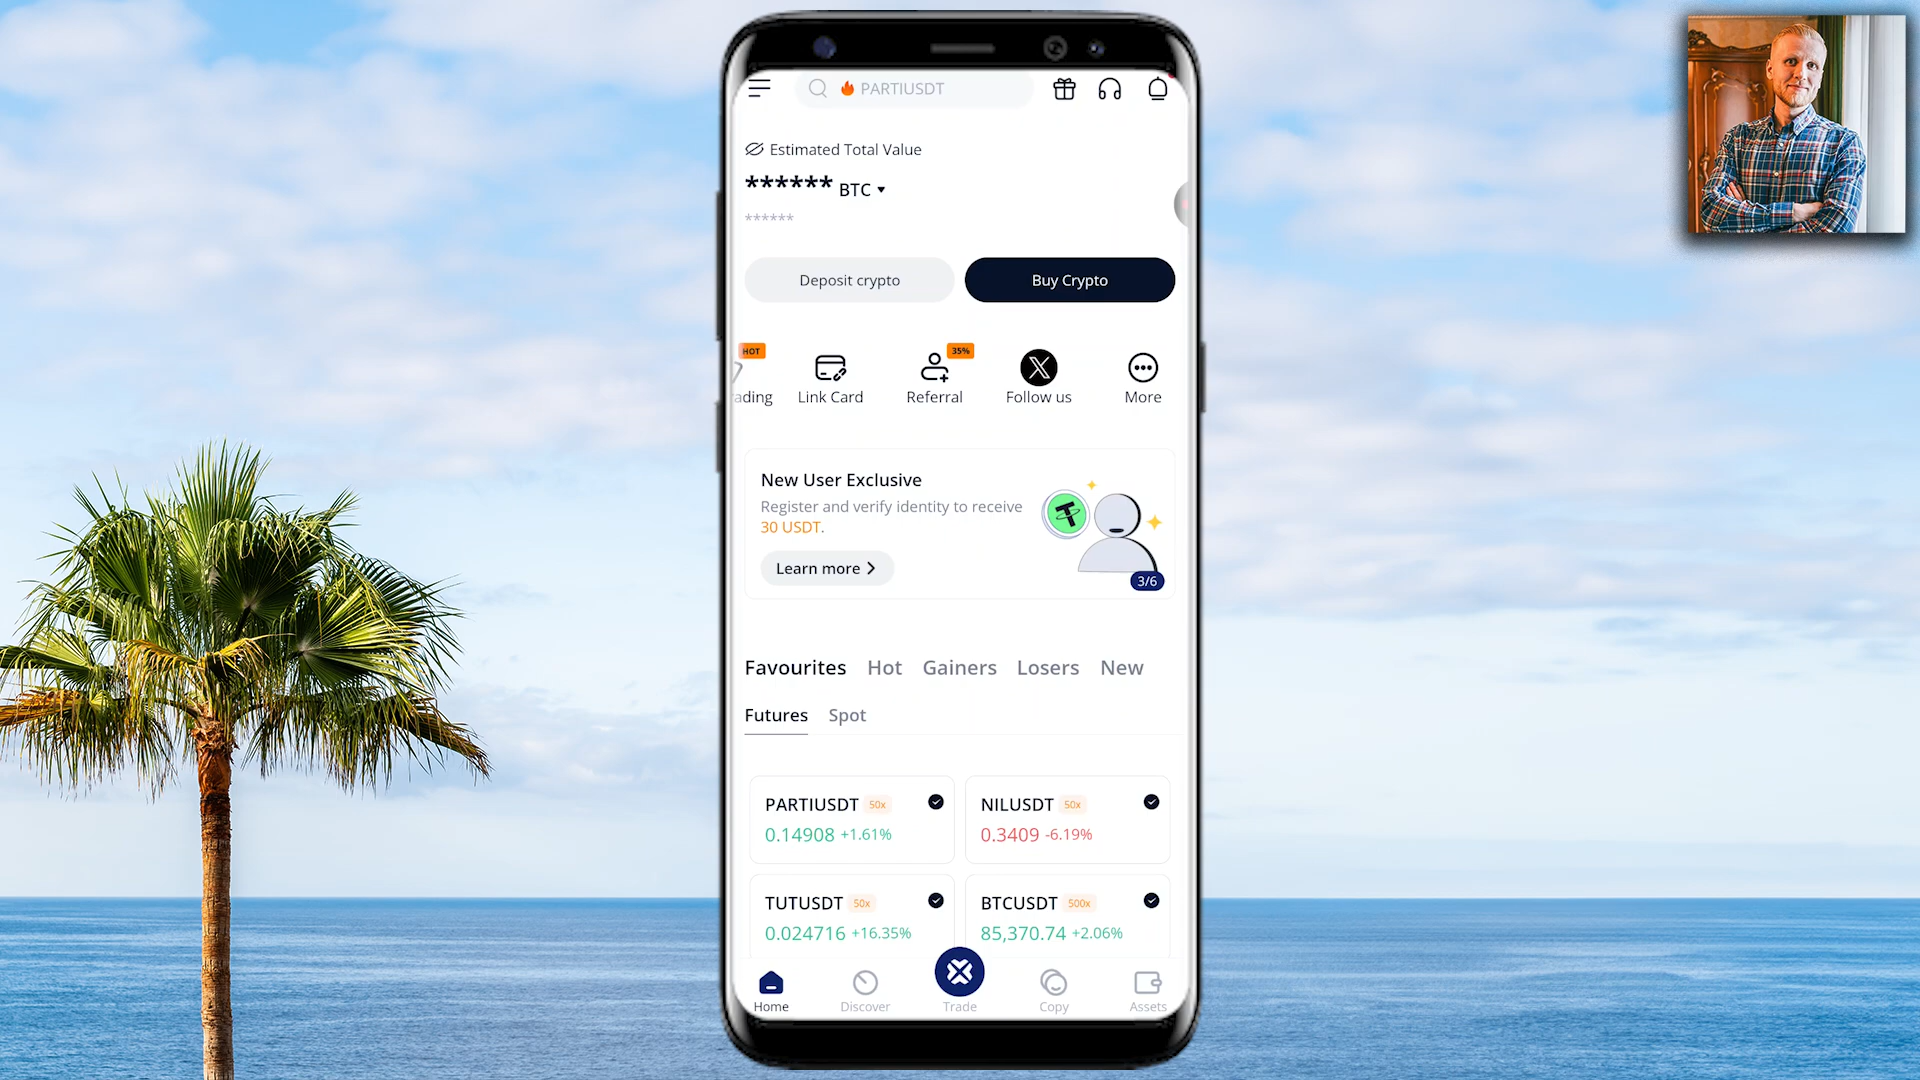 PARTIUSDT
Estimated Total Value
****** BTC
******
Deposit crypto
Buy Crypto
HOT
35%
ading
Link Card
Referral
Follow us
More
New User Exclusive
Register and verify identity to receive
30 USDT.
Learn more
3/6
Favourites Hot Gainers Losers New
Futures Spot
PARTIUSDT 50x
0.14908 +1.61%
NILUSDT 50x
0.3409 -6.19%
TUTUSDT 50x
0.024716 +16.35%
BTCUSDT 500x
85,370.74 +2.06%
Home
Discover
Trade
Copy
Assets